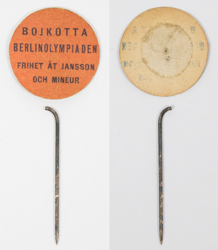 BOJKOTTA
BERLINOLYMPIADEN
FRIHET ÅT JANSSON
OCH MINEUR